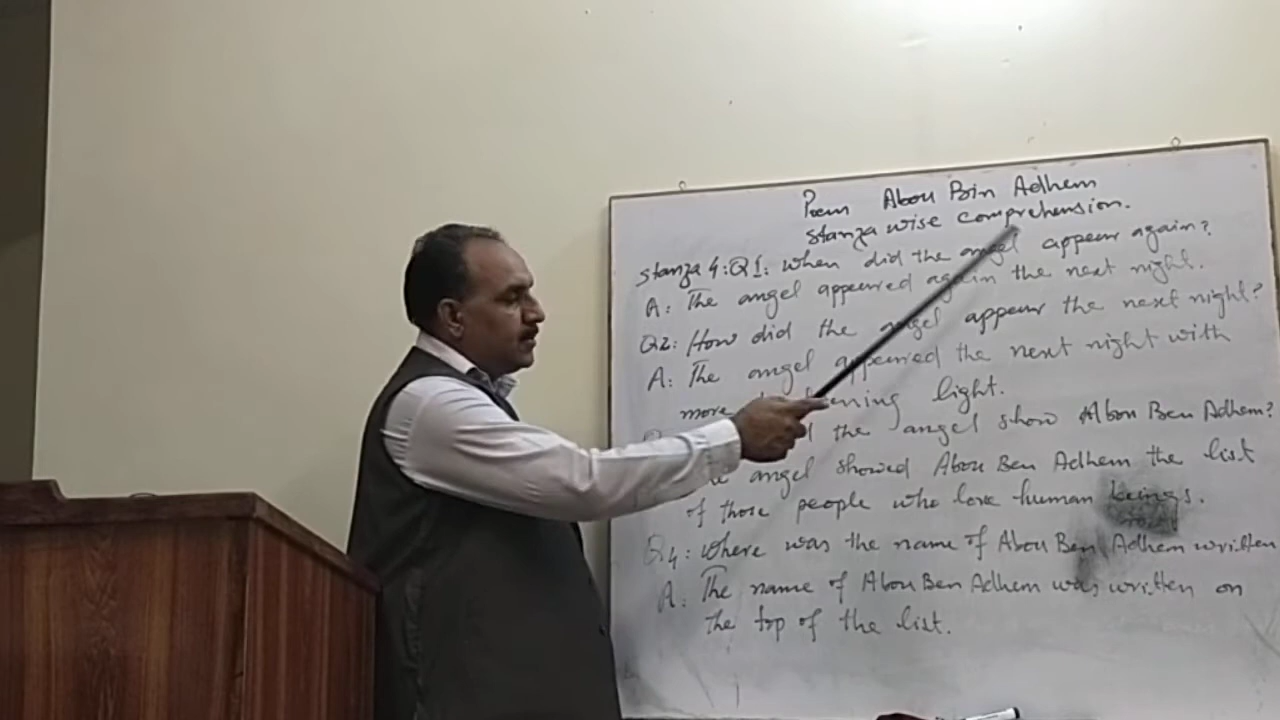 Poem Abou Bin Adhem
Stanza wise comprehension.
Stanza 4: Q1: When did the angel appear again?
A: The angel appeared again the next night.
Q2: How did the angel appear the next night?
A: The angel appeared the next night with
more light.
the angel show Abou Ben Adhem?
angel showed Abou Ben Adhem the list
of those people who love human beings.
Q4: Where was the name of Abou Ben Adhem written
A: The name of Abou Ben Adhem was written on
the top of the list.